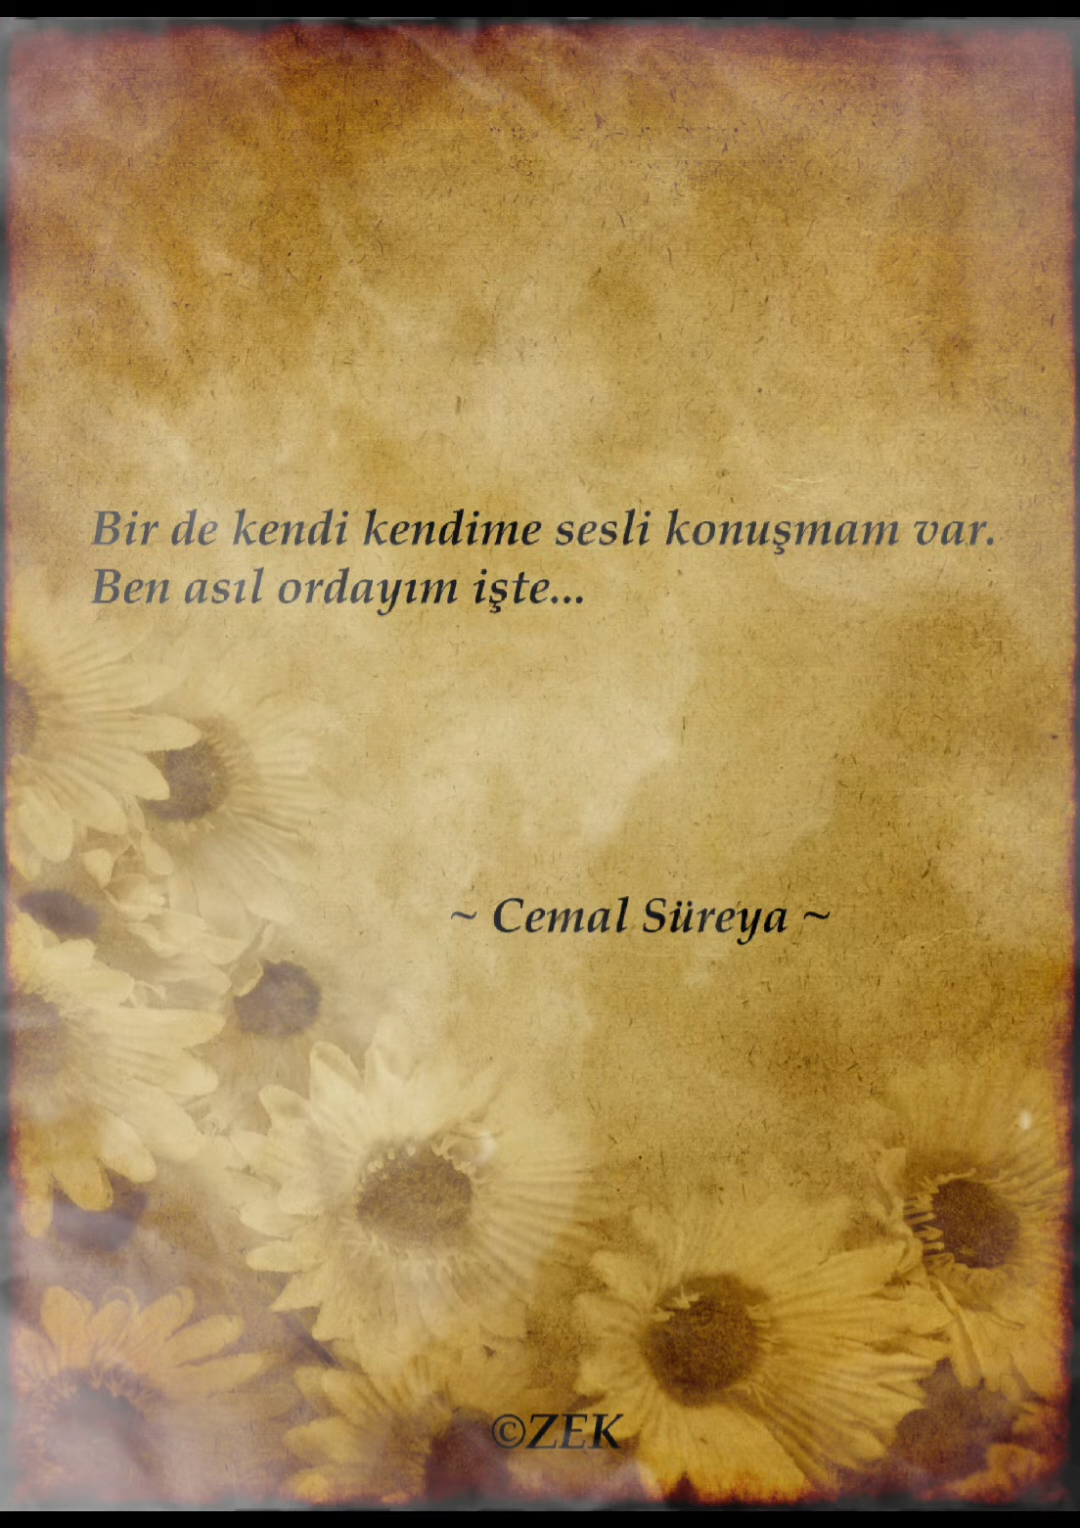 Bir de kendi kendime sesli konuşmam var.
Ben asıl ordayım işte...
~ Cemal Süreya ~
©ZEK